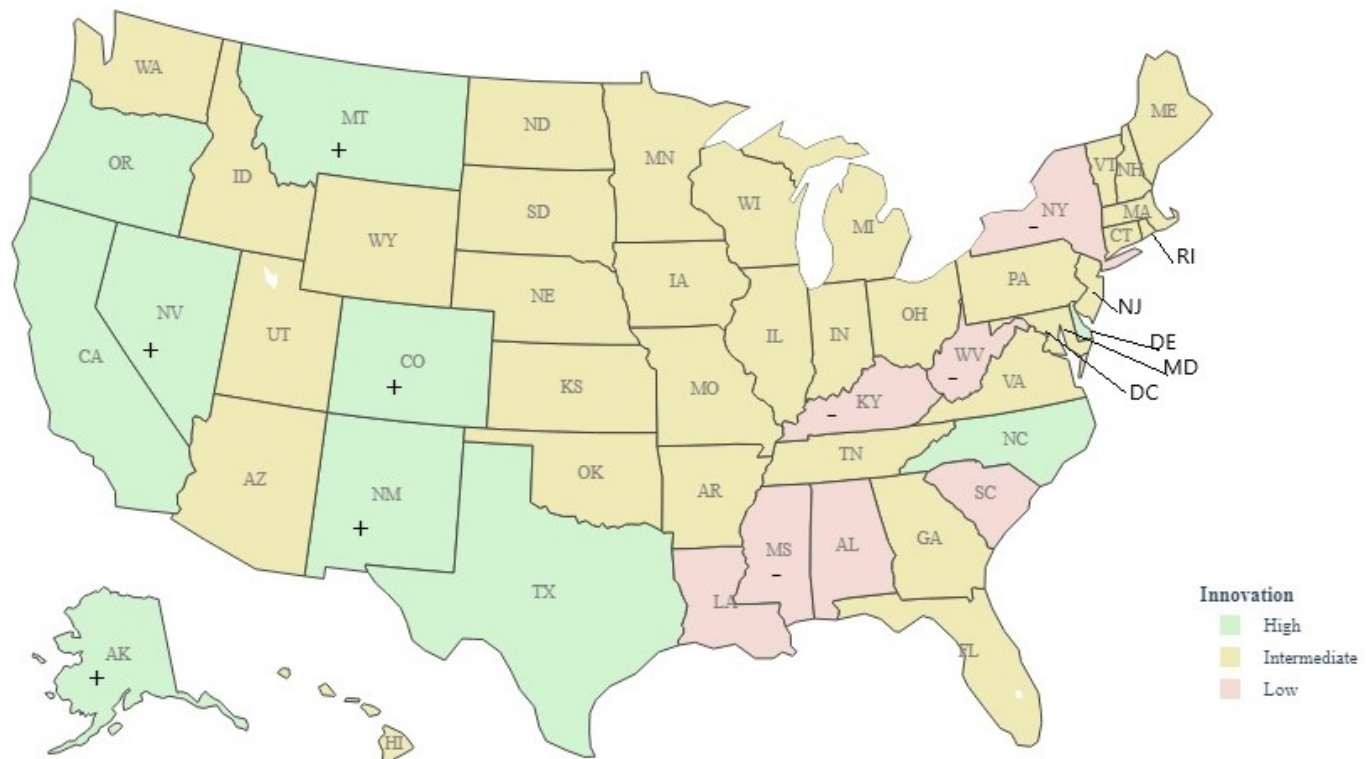 WA
MT
+
ND
MN
ME
OR
ID
VT
NH
WI
MI
NY
-
MA
CT
RI
SD
WY
NV
+
UT
IA
NE
PA
NJ
CA
CO
+
IL
IN
OH
DE
MD
DC
WV
-
VA
KS
MO
KY
-
NC
TN
AZ
NM
+
OK
AR
SC
MS
-
AL
GA
TX
LA
FL
AK
+
HI
Innovation
High
Intermediate
Low